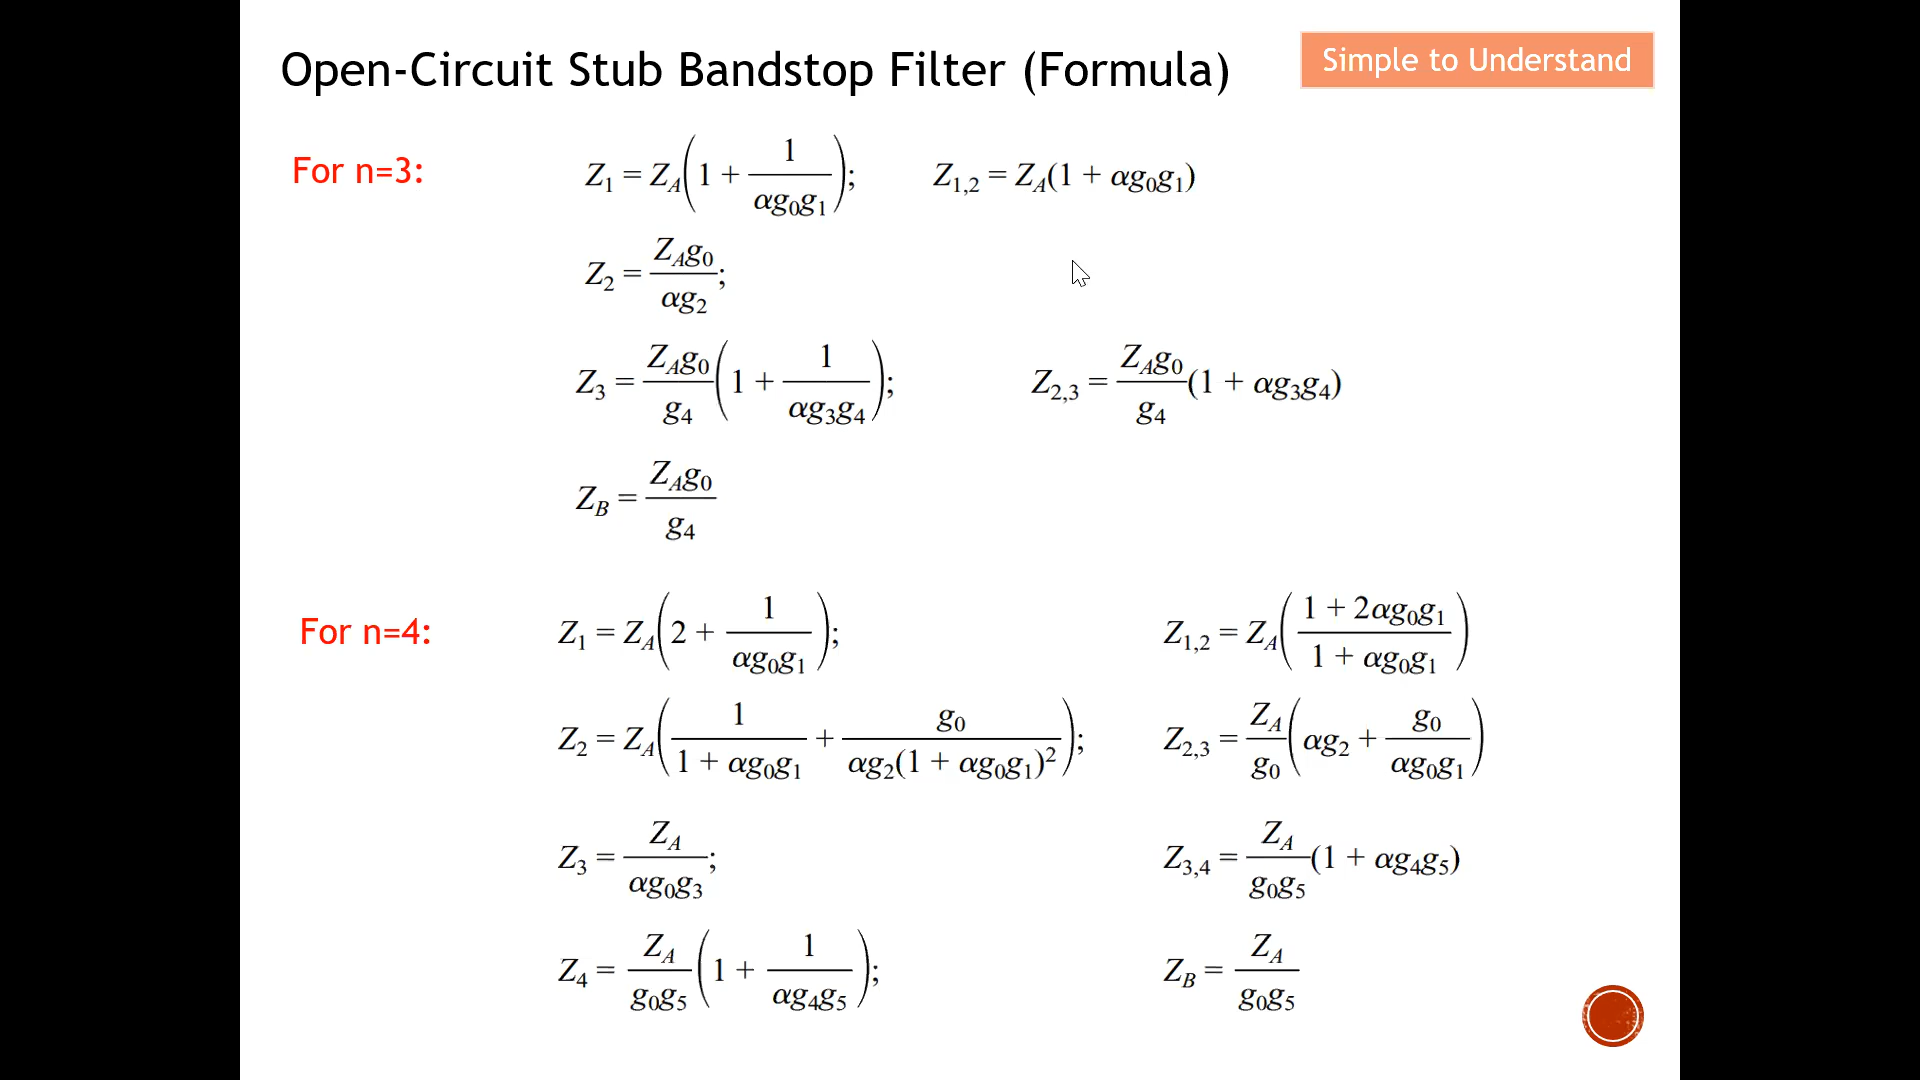 Open-Circuit Stub Bandstop Filter (Formula)
Simple to Understand
For n=3:
Z₁ = Z_A(1 + 1/(αg₀g₁)); Z₁,₂ = Z_A(1 + αg₀g₁)
Z₂ = Z_Ag₀/(αg₂);
Z₃ = Z_Ag₀/g₄ (1 + 1/(αg₃g₄)); Z₂,₃ = Z_Ag₀/g₄ (1 + αg₃g₄)
Z_B = Z_Ag₀/g₄
For n=4:
Z₁ = Z_A(2 + 1/(αg₀g₁)); Z₁,₂ = Z_A((1 + 2αg₀g₁)/(1 + αg₀g₁))
Z₂ = Z_A(1/(1 + αg₀g₁) + g₀/(αg₂(1 + αg₀g₁)²)); Z₂,₃ = Z_A/g₀ (αg₂ + g₀/(αg₀g₁))
Z₃ = Z_A/(αg₀g₃); Z₃,₄ = Z_A/(g₀g₅) (1 + αg₄g₅)
Z₄ = Z_A/(g₀g₅) (1 + 1/(αg₄g₅)); Z_B = Z_A/(g₀g₅)